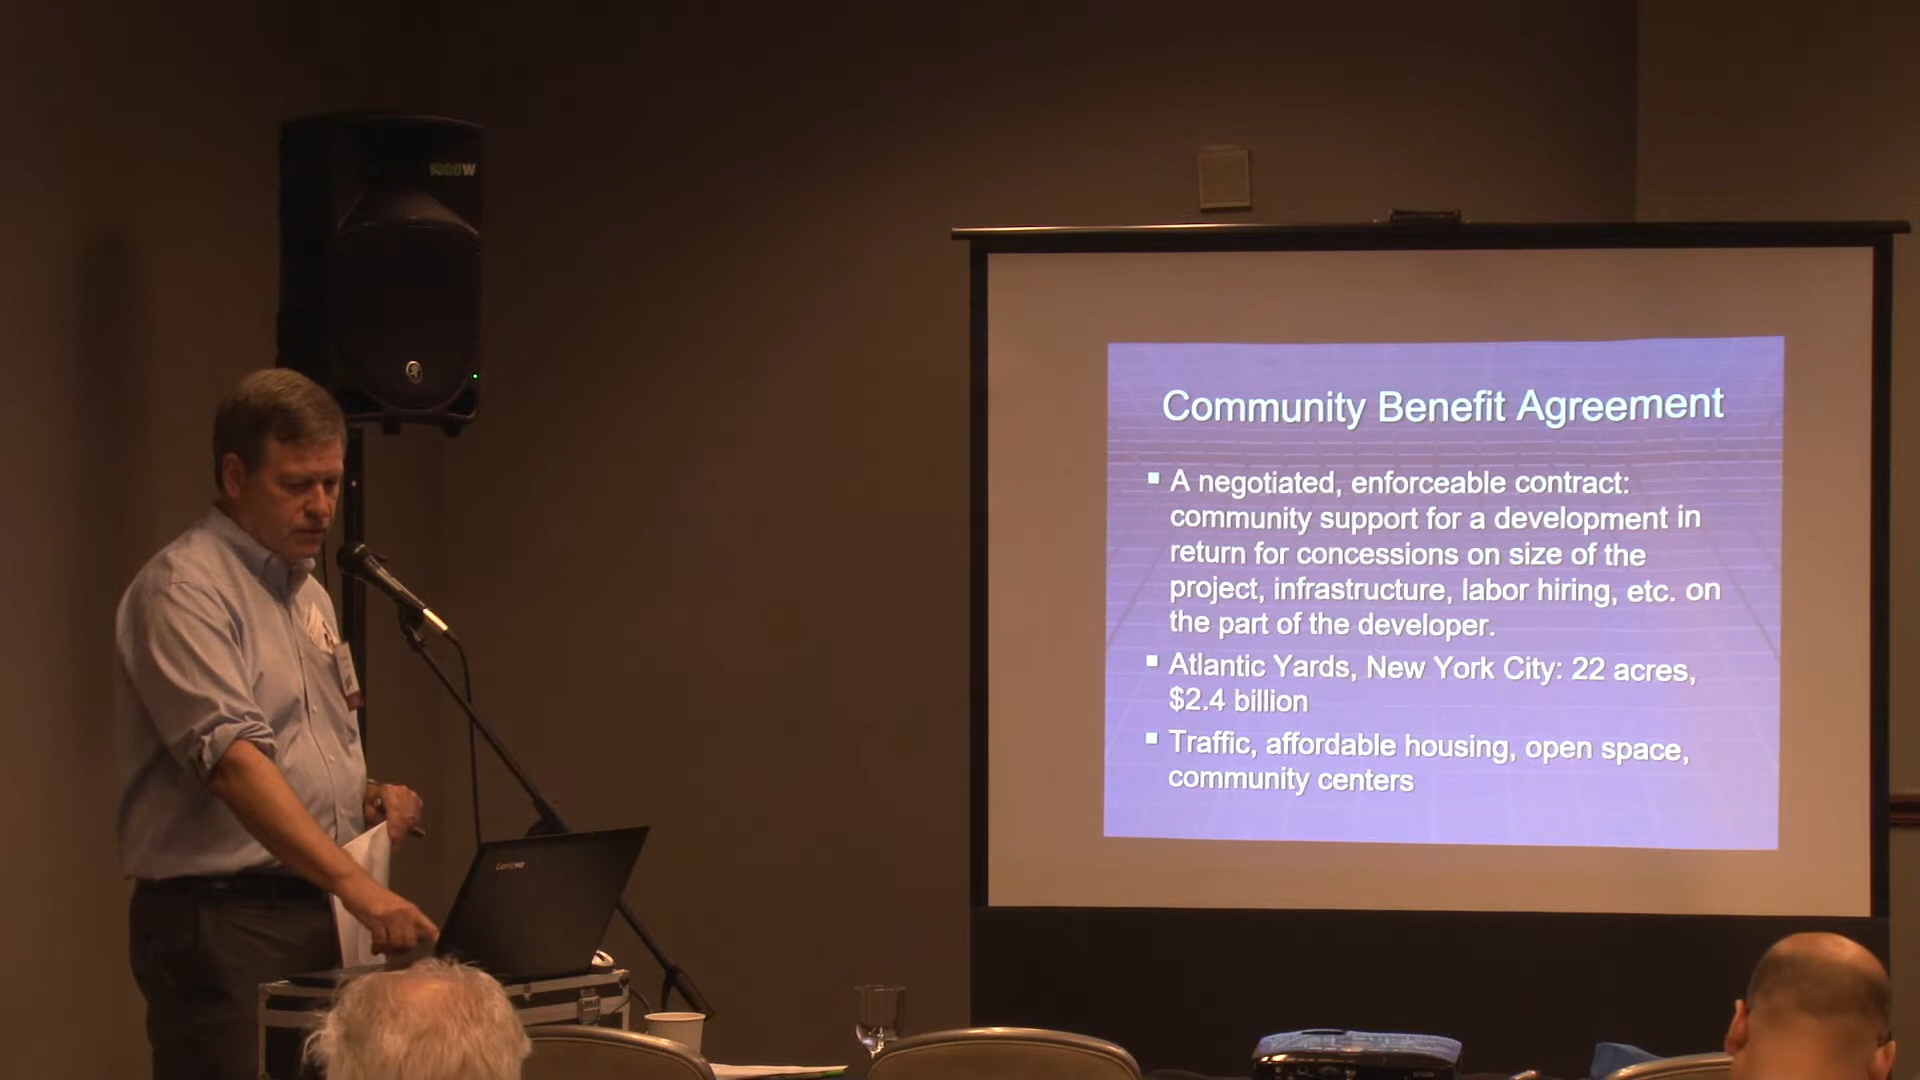 1000W
Community Benefit Agreement
A negotiated, enforceable contract:
community support for a development in
return for concessions on size of the
project, infrastructure, labor hiring, etc. on
the part of the developer.
Atlantic Yards, New York City: 22 acres,
$2.4 billion
Traffic, affordable housing, open space,
community centers
Lenovo